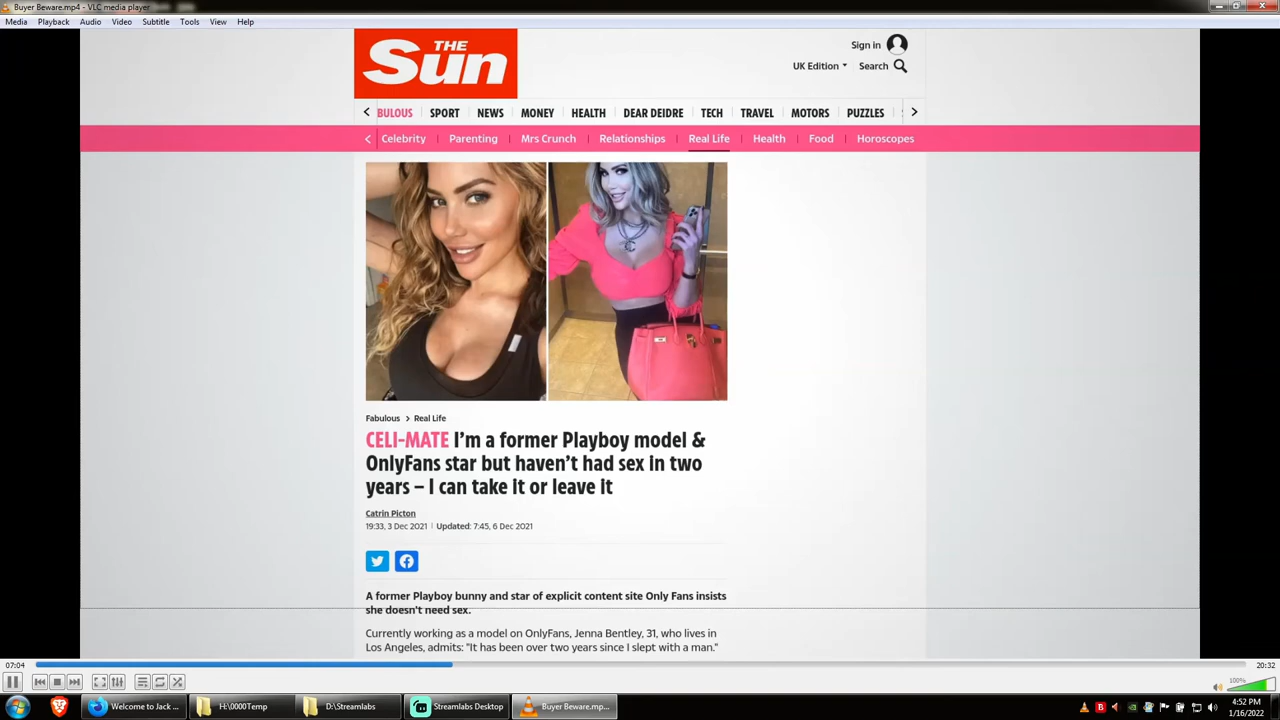 Buyer Beware.mp4 - VLC media player
Media Playback Audio Video Subtitle Tools View Help
THE
Sun
Sign in
UK Edition Search
BULOUS SPORT NEWS MONEY HEALTH DEAR DEIDRE TECH TRAVEL MOTORS PUZZLES
Celebrity Parenting Mrs Crunch Relationships Real Life Health Food Horoscopes
Fabulous > Real Life
CELI-MATE I'm a former Playboy model &
OnlyFans star but haven't had sex in two
years – I can take it or leave it
Catrin Picton
19:33, 3 Dec 2021 | Updated: 7:45, 6 Dec 2021
A former Playboy bunny and star of explicit content site Only Fans insists
she doesn't need sex.
Currently working as a model on OnlyFans, Jenna Bentley, 31, who lives in
Los Angeles, admits: "It has been over two years since I slept with a man."
07:04
20:32
100%
Welcome to Jack ...
H:\0000Temp
D:\Streamlabs
Streamlabs Desktop
Buyer Beware.mp...
4:52 PM
1/16/2022